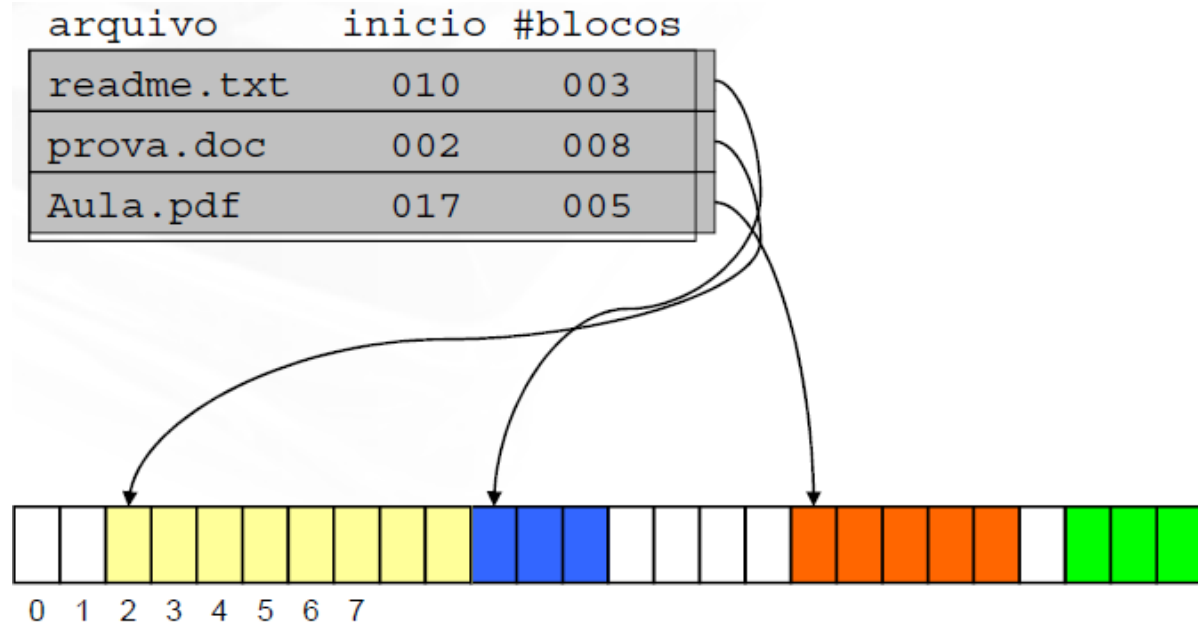 arquivo inicio #blocos
readme.txt 010 003
prova.doc 002 008
Aula.pdf 017 005
0 1 2 3 4 5 6 7